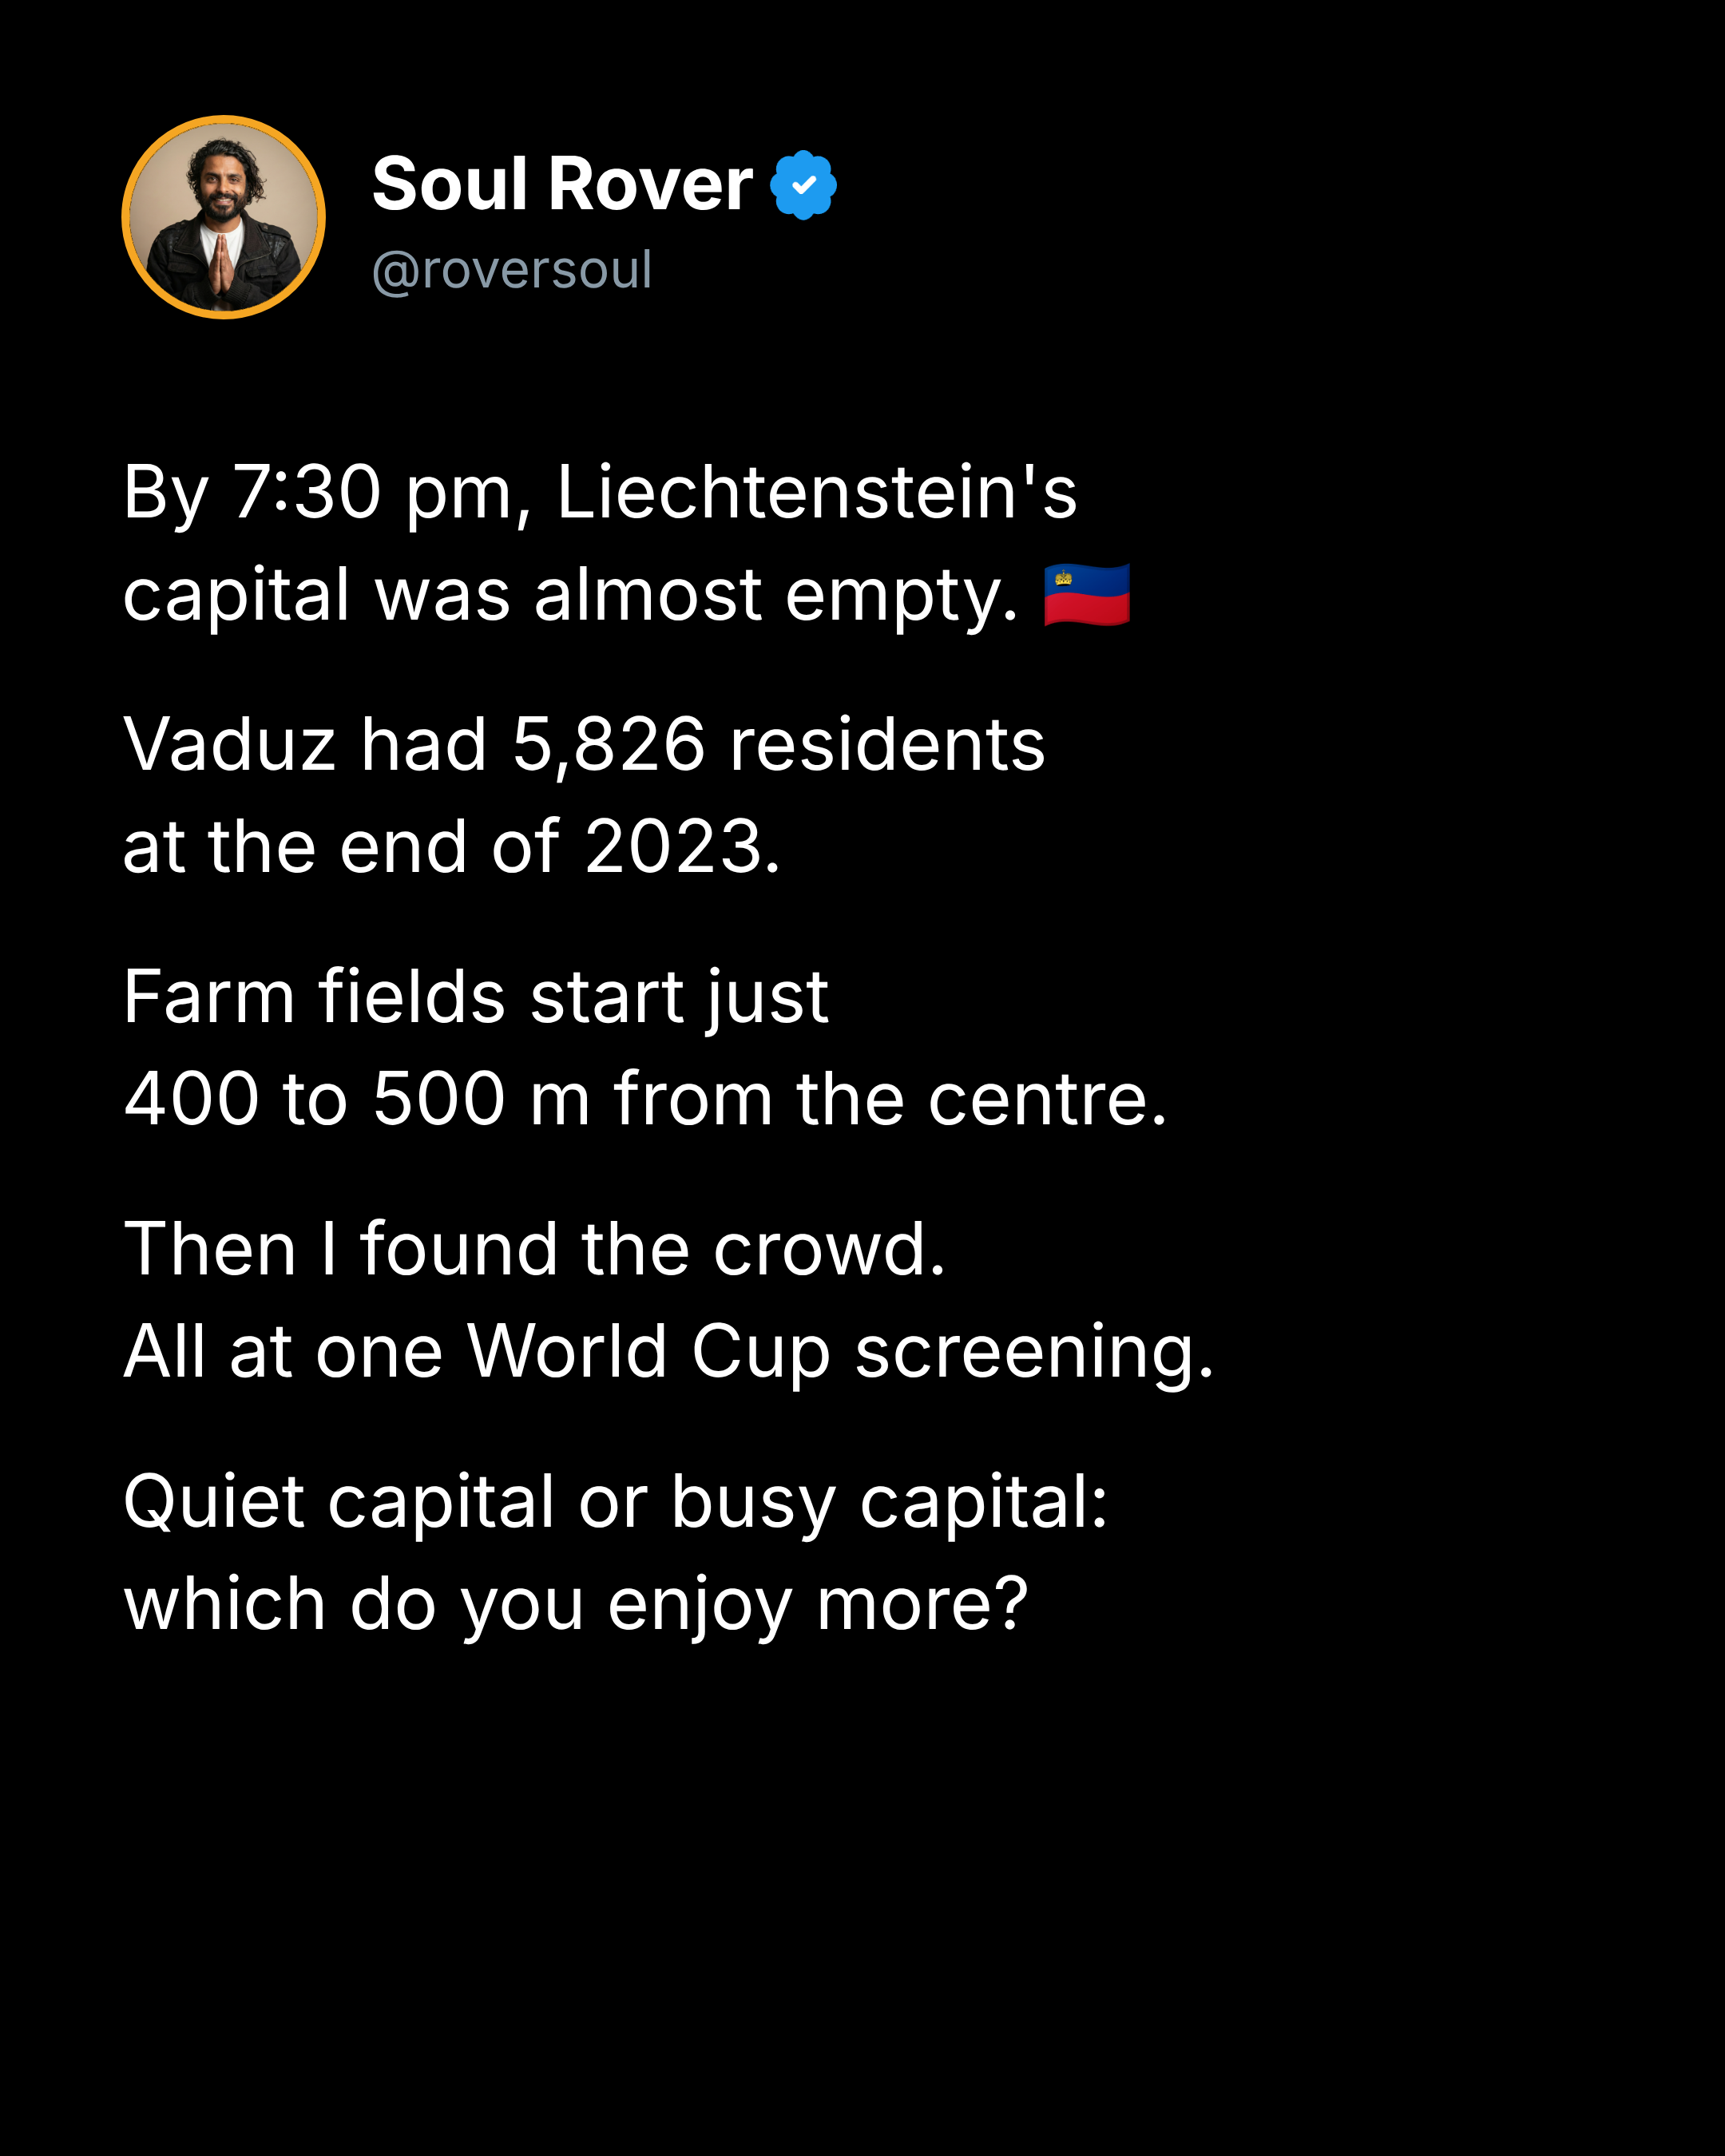 Soul Rover
@roversoul
By 7:30 pm, Liechtenstein's
capital was almost empty. 🇱🇮
Vaduz had 5,826 residents
at the end of 2023.
Farm fields start just
400 to 500 m from the centre.
Then I found the crowd.
All at one World Cup screening.
Quiet capital or busy capital:
which do you enjoy more?